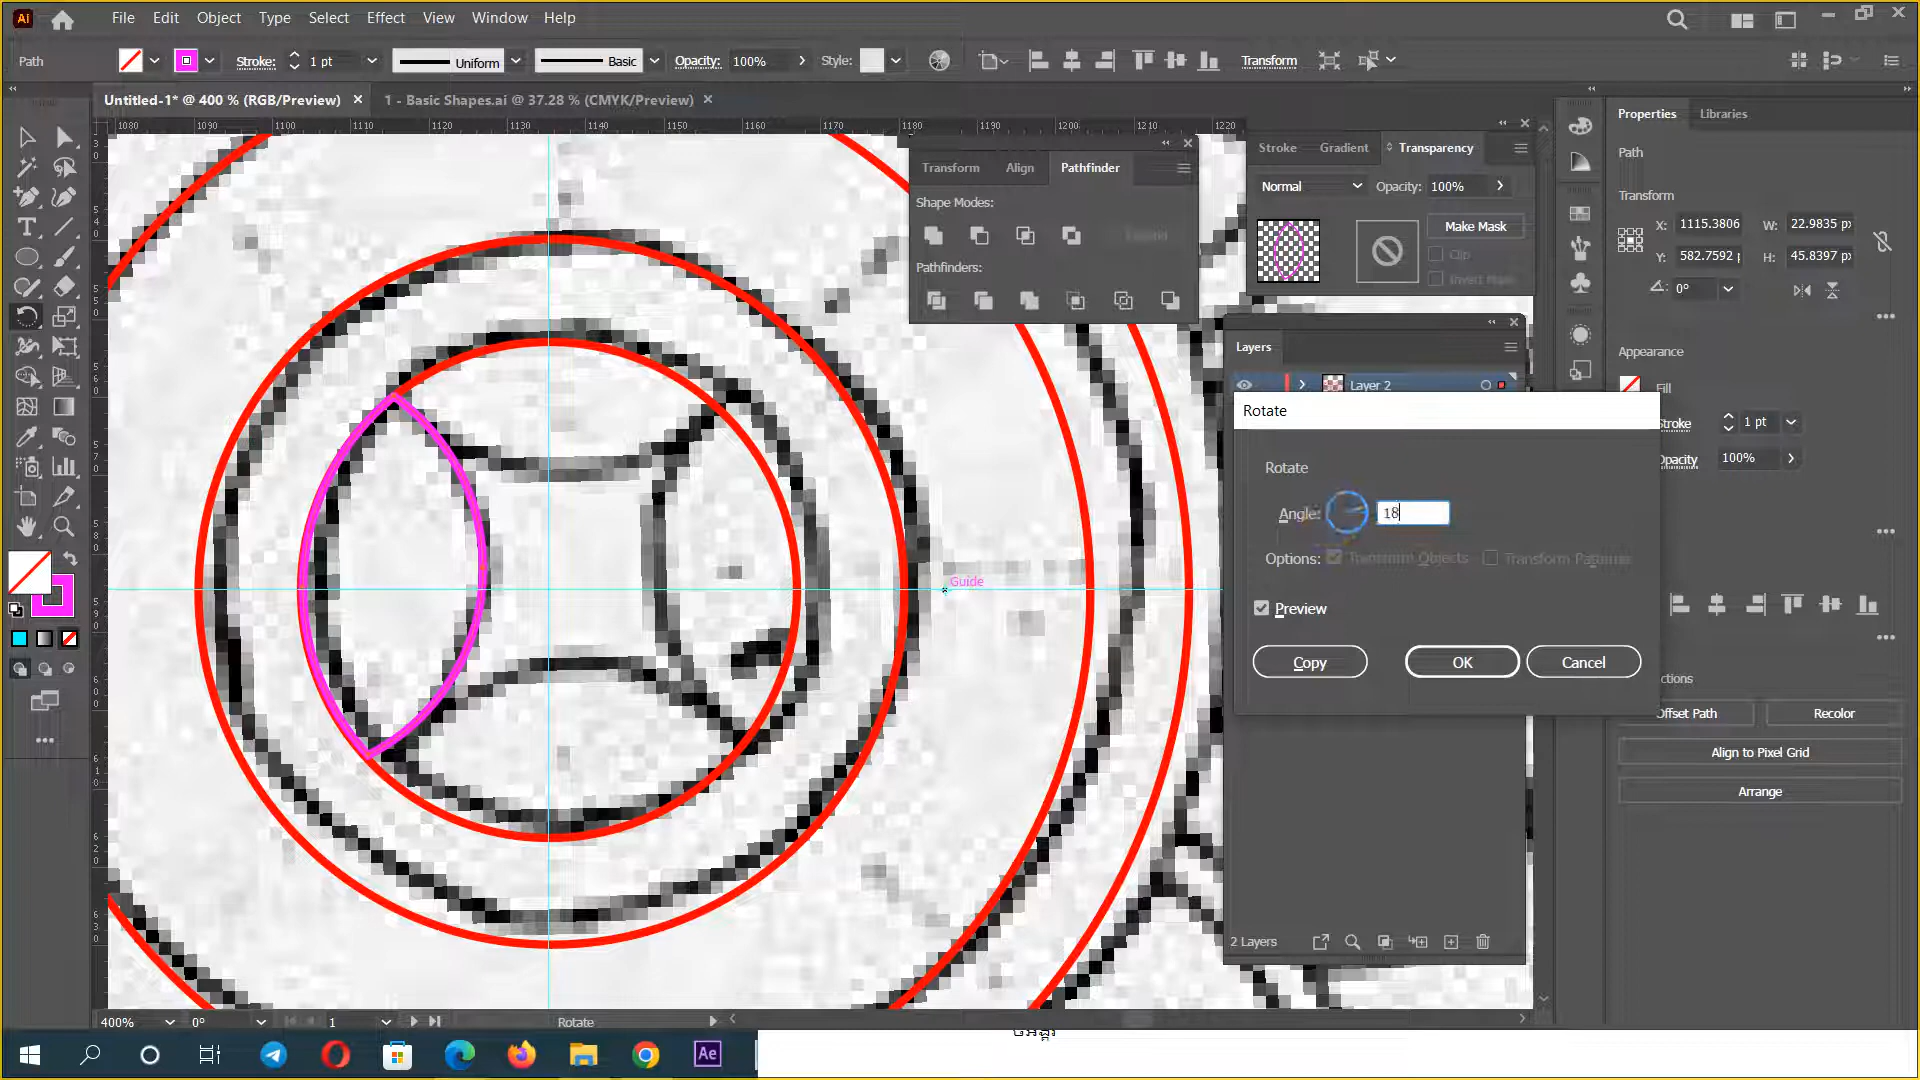 Ai File Edit Object Type Select Effect View Window Help
Path Stroke: 1 pt Uniform Basic Opacity: 100% Style: Transform
Untitled-1* @ 400 % (RGB/Preview) × 1 - Basic Shapes.ai @ 37.28 % (CMYK/Preview) ×
1080 1090 1100 1110 1120 1130 1140 1150 1160 1170 1180 1190 1200 1210 1220
Transform Align Pathfinder
Shape Modes:
Expand
Pathfinders:
Stroke Gradient Transparency
Normal Opacity: 100%
Make Mask
Clip
Invert Mask
Layers
Layer 2
Rotate
Rotate
Angle: 18
Options: Transform Objects Transform Patterns
Preview
Copy OK Cancel
Guide
2 Layers
Properties Libraries
Path
Transform
X: 1115.3806 W: 22.9835 px
Y: 582.7592 H: 45.8397 px
0°
Appearance
Fill
Stroke 1 pt
Opacity 100%
Offset Path Recolor
Align to Pixel Grid
Arrange
400% 0° 1 Rotate
Ae